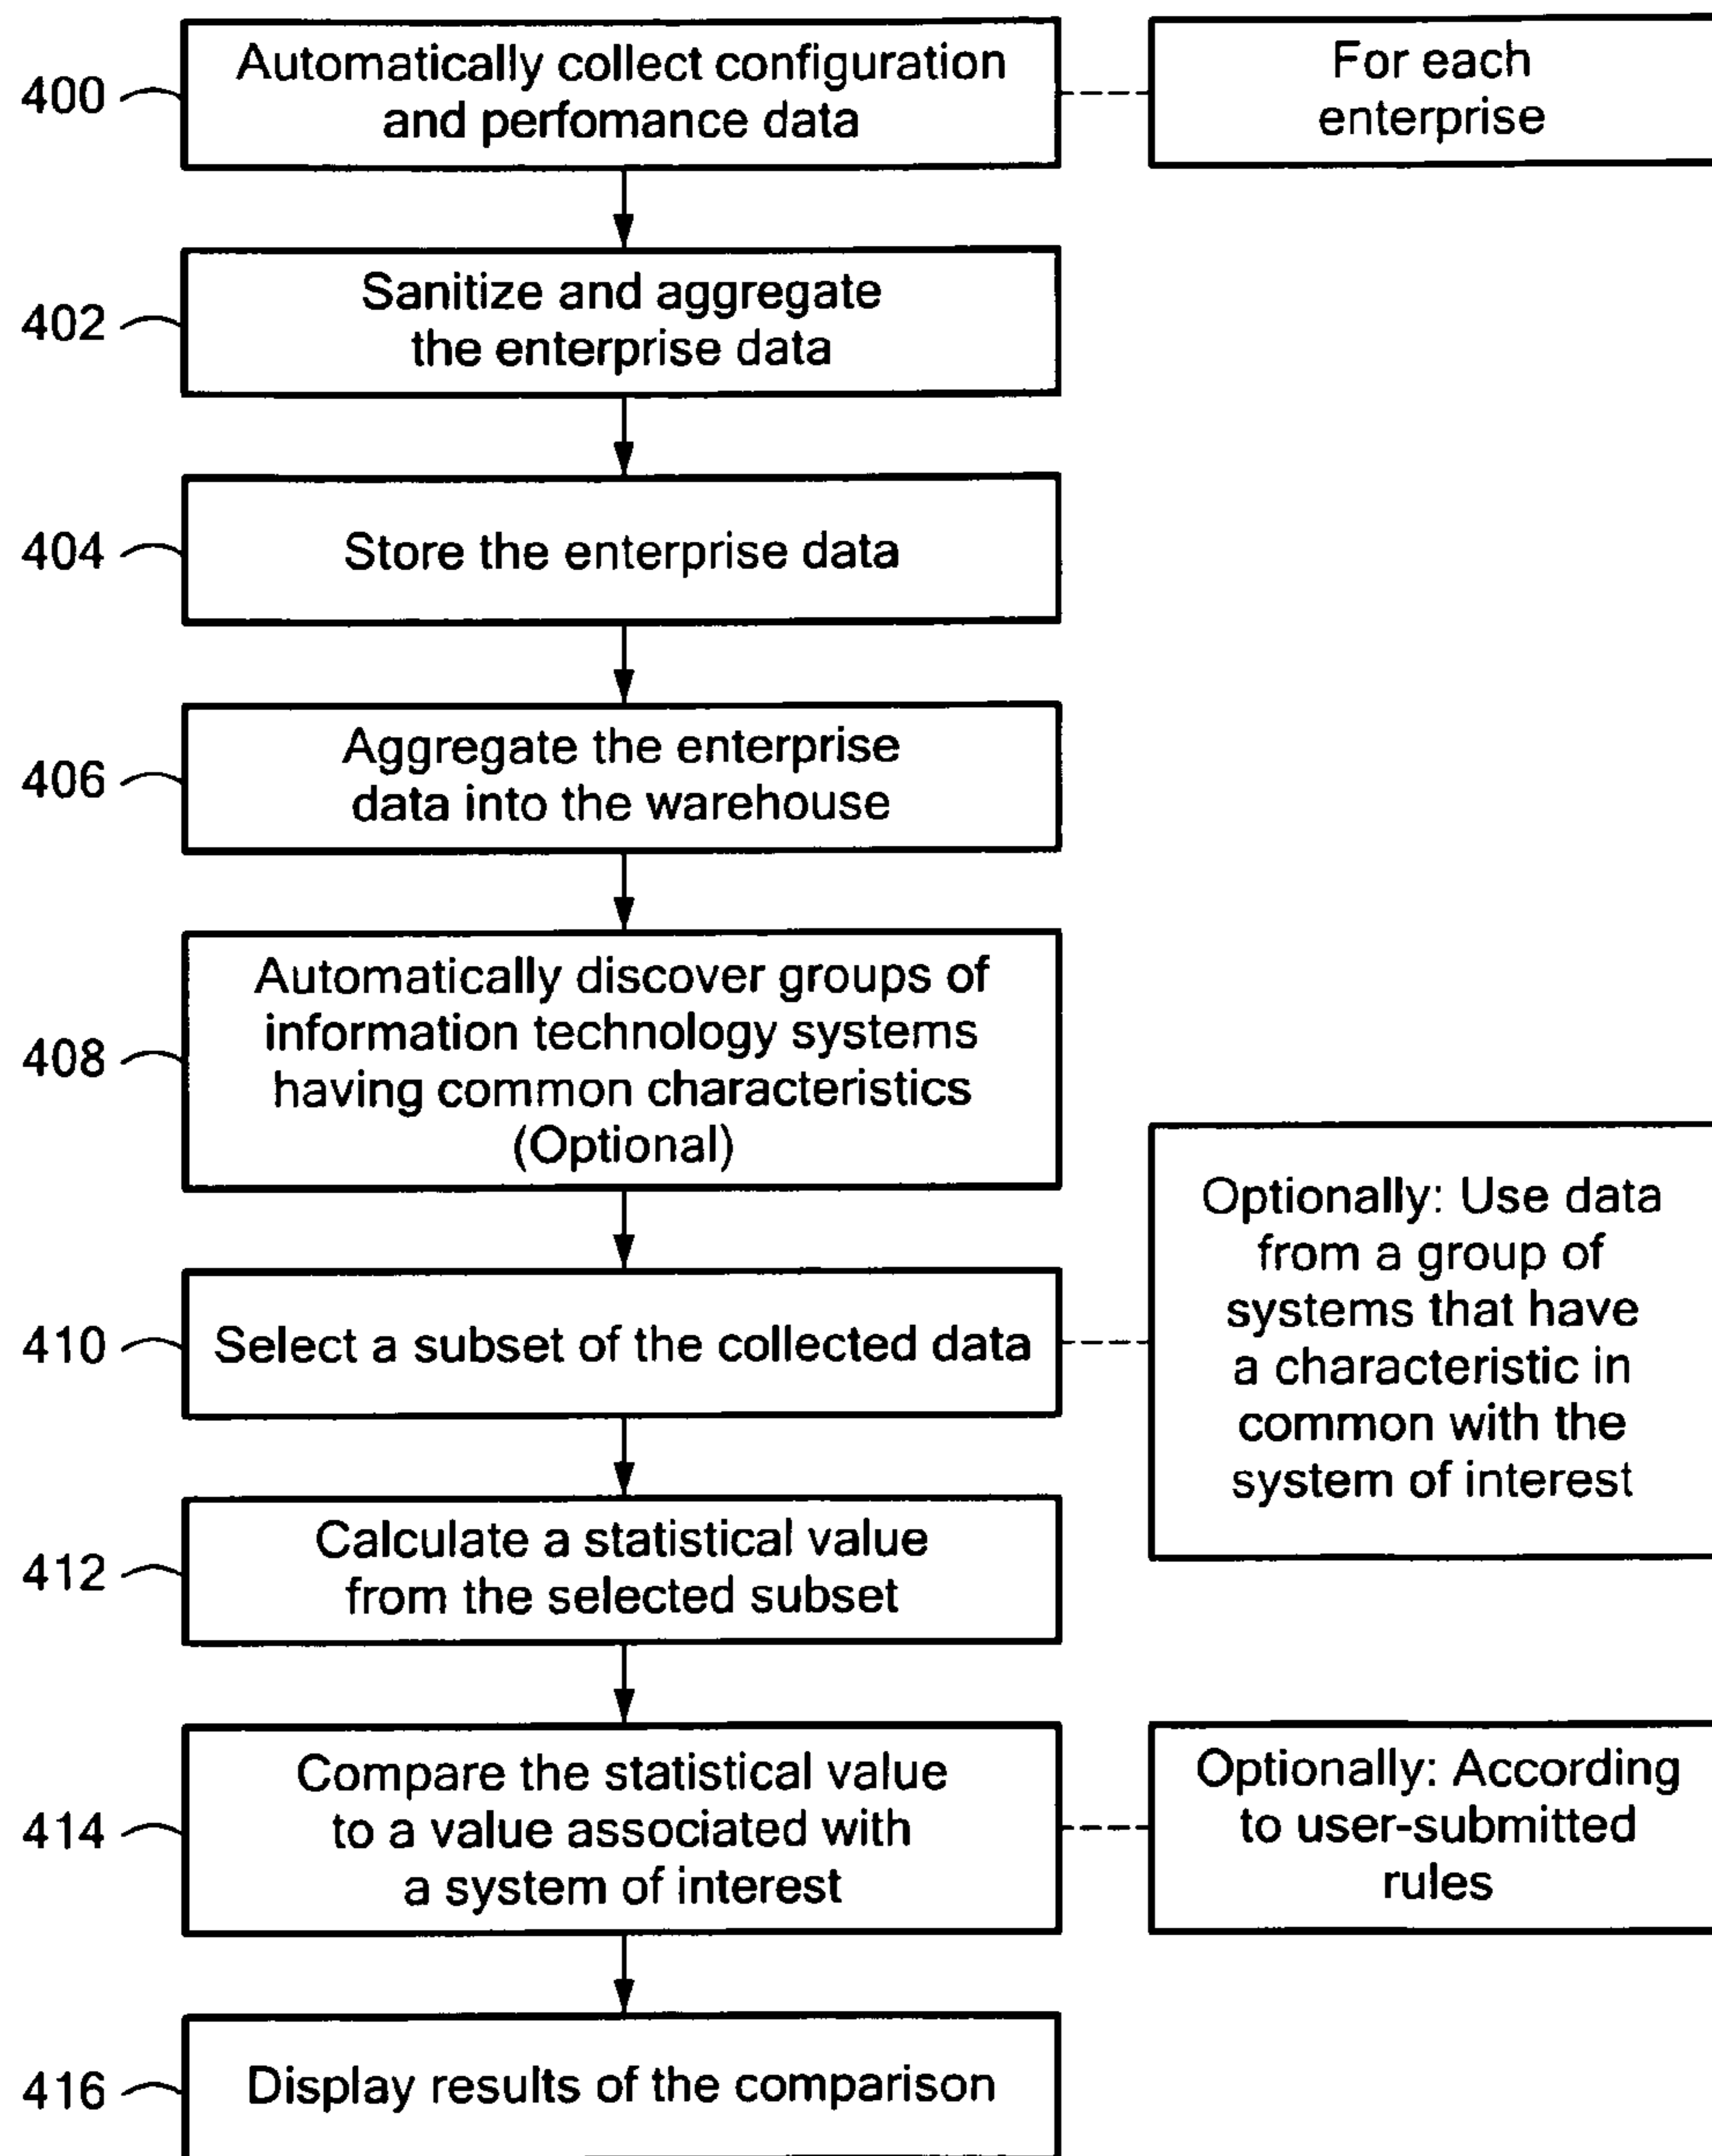 400
Automatically collect configuration
and perfomance data
For each
enterprise
402
Sanitize and aggregate
the enterprise data
404
Store the enterprise data
406
Aggregate the enterprise
data into the warehouse
408
Automatically discover groups of
information technology systems
having common characteristics
(Optional)
410
Select a subset of the collected data
Optionally: Use data
from a group of
systems that have
a characteristic in
common with the
system of interest
412
Calculate a statistical value
from the selected subset
414
Compare the statistical value
to a value associated with
a system of interest
Optionally: According
to user-submitted
rules
416
Display results of the comparison